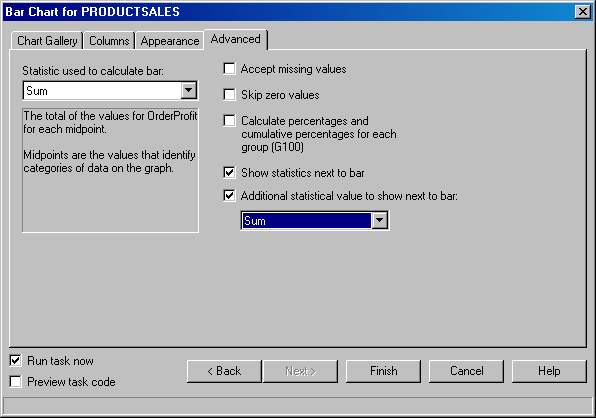 Bar Chart for PRODUCTSALES
Chart Gallery
Columns
Appearance
Advanced
Statistic used to calculate bar:
Sum
The total of the values for OrderProfit
for each midpoint.
Midpoints are the values that identify
categories of data on the graph.
Accept missing values
Skip zero values
Calculate percentages and
cumulative percentages for each
group (G100)
Show statistics next to bar
Additional statistical value to show next to bar:
Sum
Run task now
Preview task code
< Back
Next >
Finish
Cancel
Help